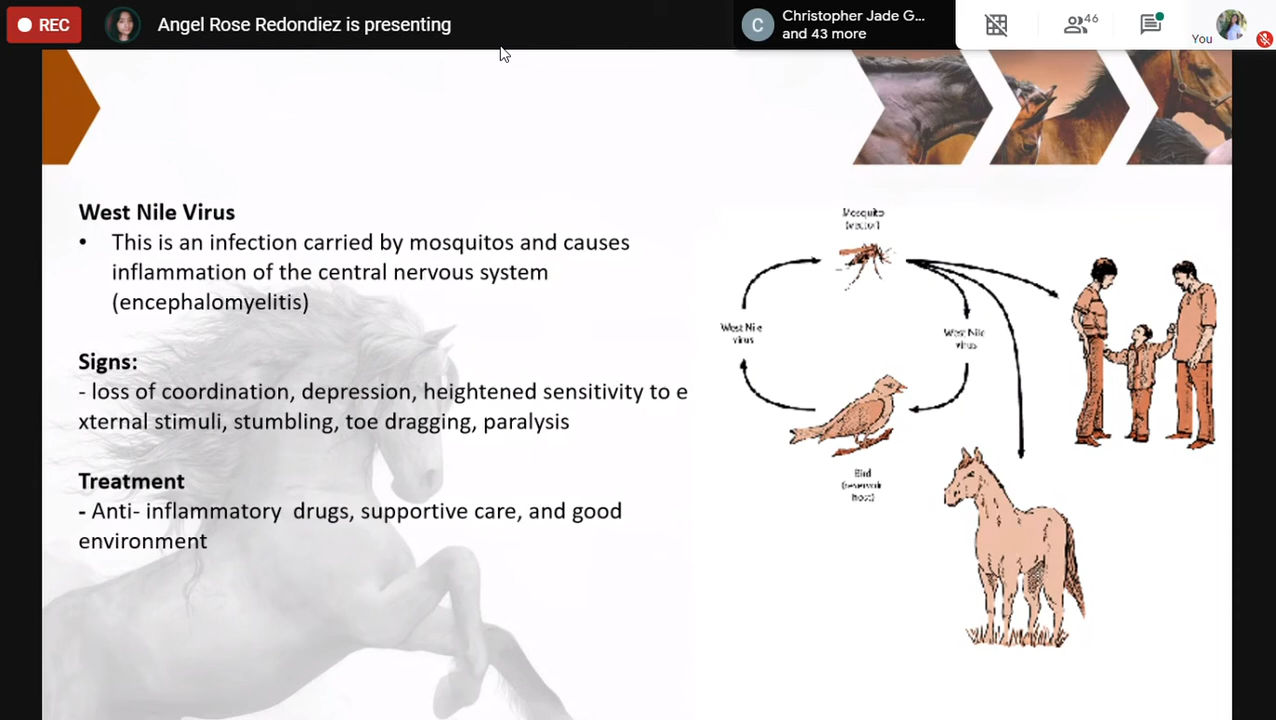 REC
Angel Rose Redondiez is presenting
C
Christopher Jade G...
and 43 more
46
You
West Nile Virus
• This is an infection carried by mosquitos and causes
inflammation of the central nervous system
(encephalomyelitis)
Signs:
- loss of coordination, depression, heightened sensitivity to e
xternal stimuli, stumbling, toe dragging, paralysis
Treatment
- Anti- inflammatory drugs, supportive care, and good
environment
Mosquito
(vector)
West Nile
virus
West Nile
virus
Bird
(reservoir
host)